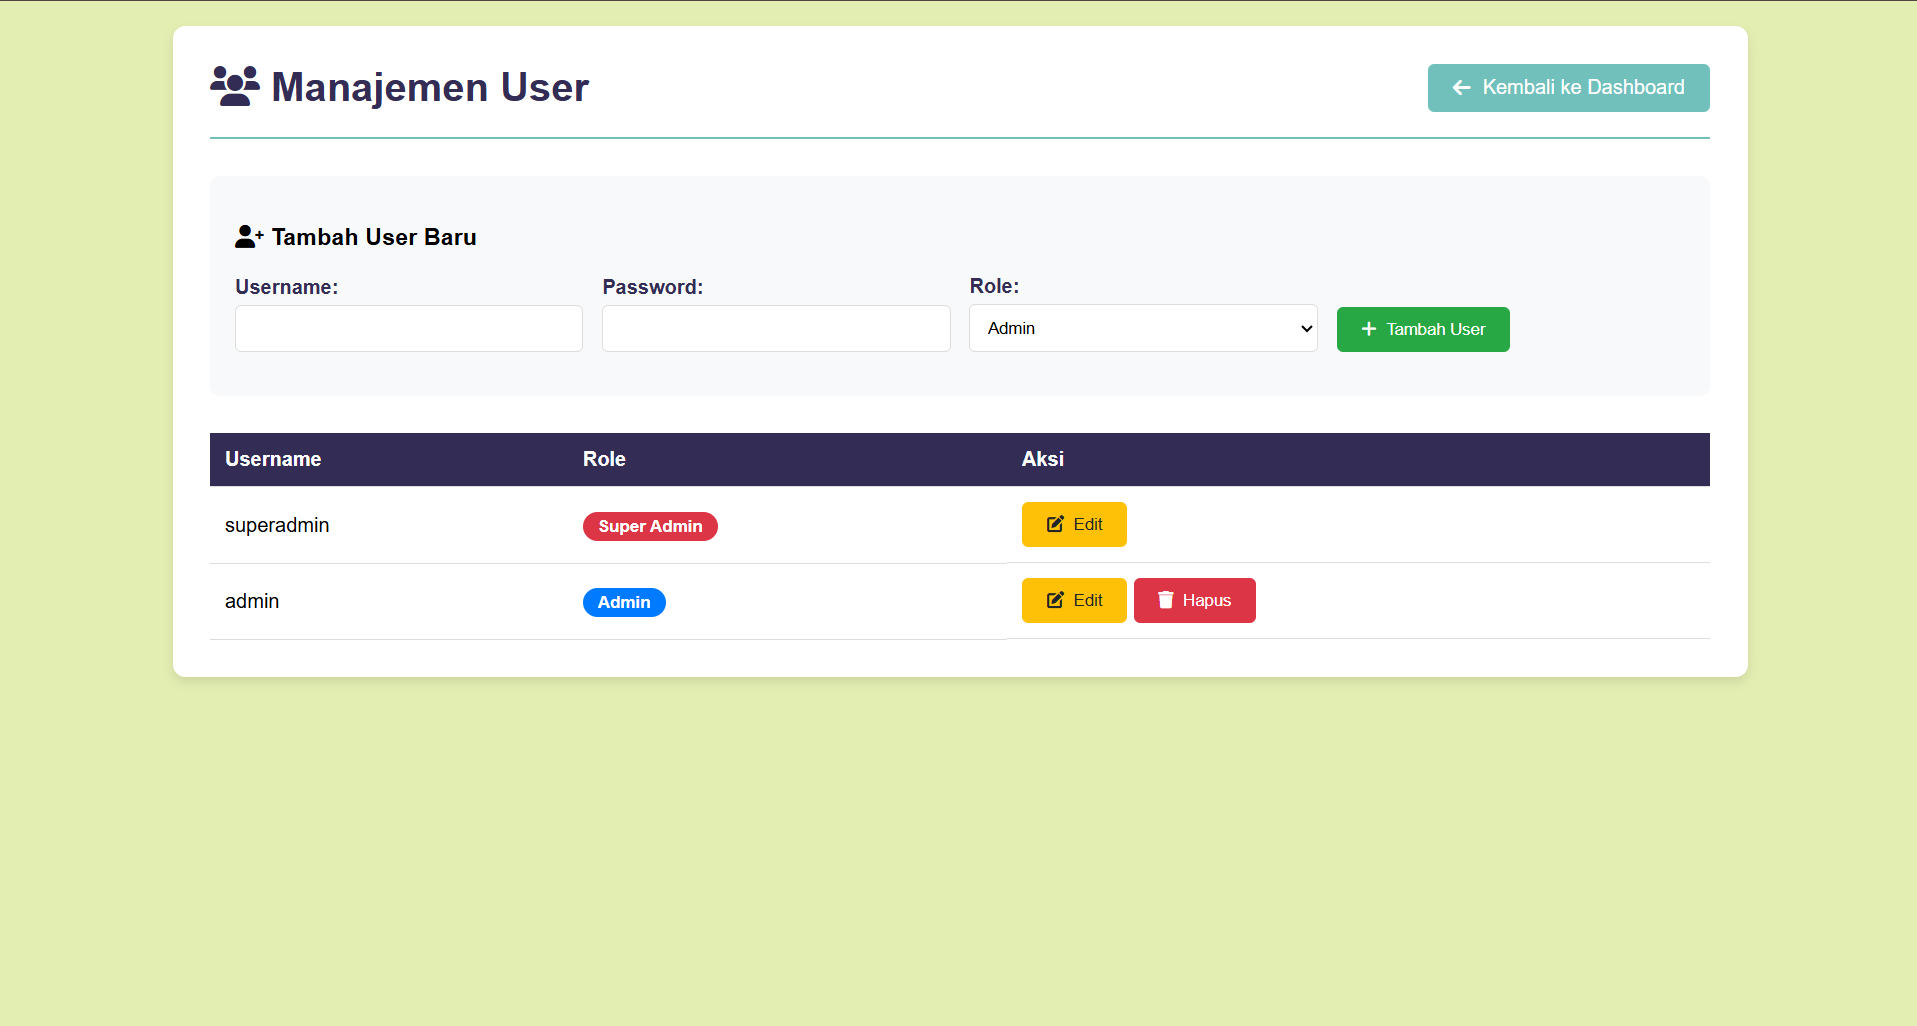 Manajemen User
Kembali ke Dashboard
Tambah User Baru
Username:
Password:
Role:
Admin
Tambah User
Username Role Aksi
superadmin Super Admin Edit
admin Admin Edit Hapus